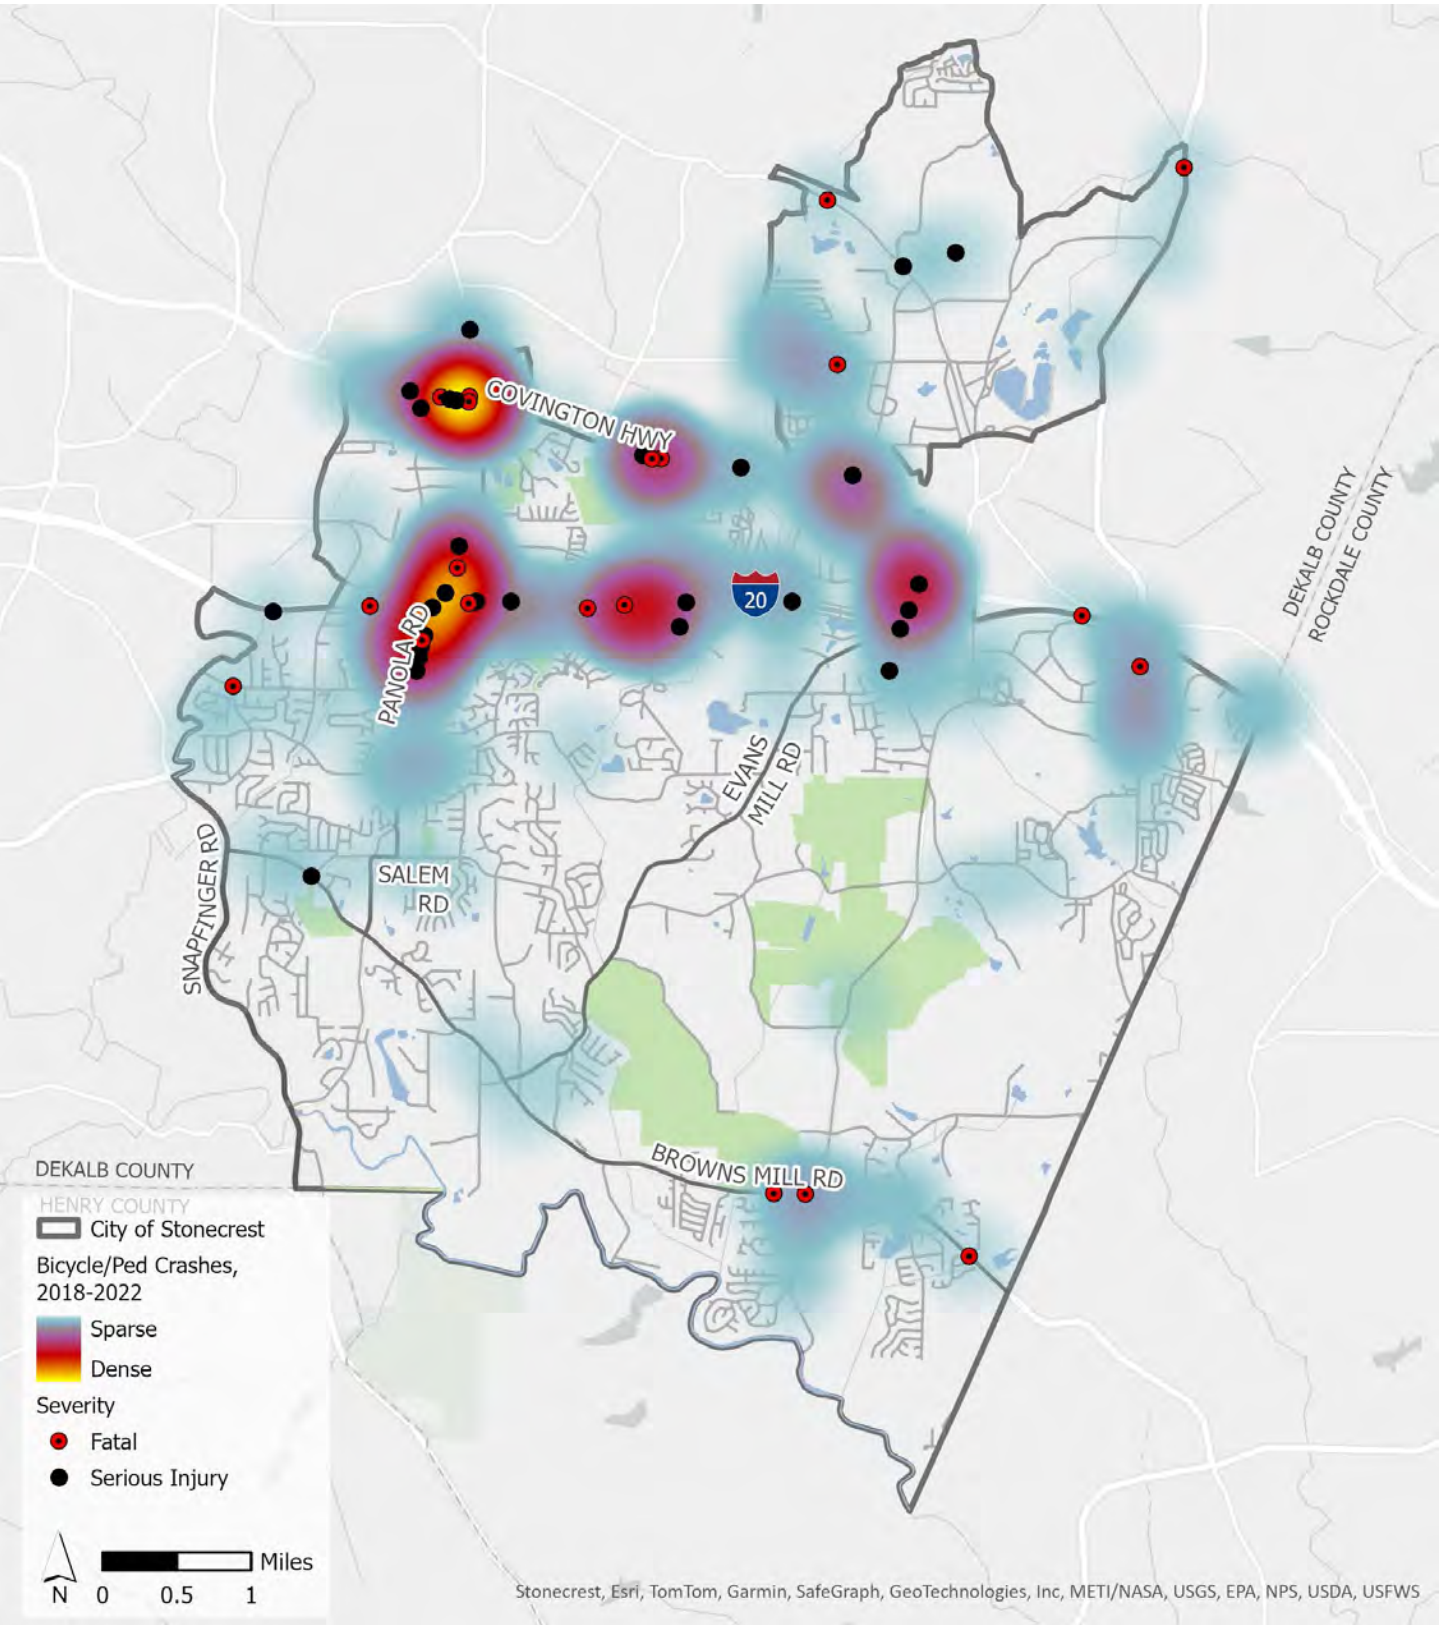 COVINGTON HWY
DEKALB COUNTY
ROCKDALE COUNTY
20
PANOLA RD
EVANS
MILL RD
SNAPFINGER RD
SALEM
RD
BROWNS MILL RD
DEKALB COUNTY
HENRY COUNTY
City of Stonecrest
Bicycle/Ped Crashes,
2018-2022
Sparse
Dense
Severity
Fatal
Serious Injury
Miles
N 0 0.5 1
Stonecrest, Esri, TomTom, Garmin, SafeGraph, GeoTechnologies, Inc, METI/NASA, USGS, EPA, NPS, USDA, USFWS